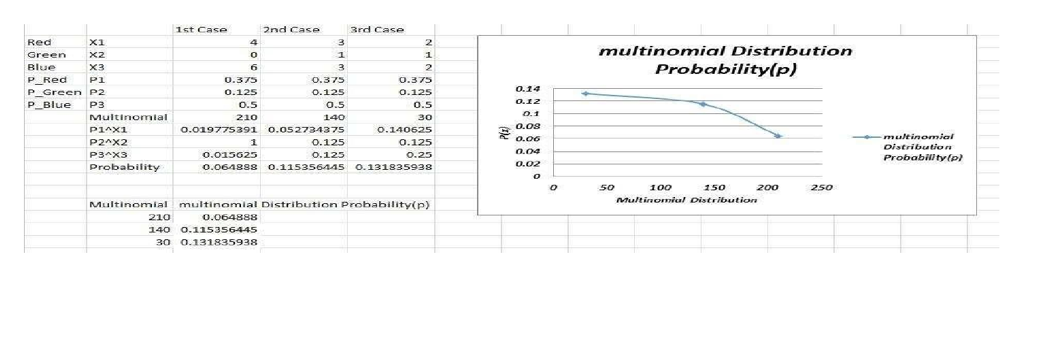 1st Case 2nd Case 3rd Case
Red X1 4 3 2
Green X2 0 1 1
Blue X3 6 3 2
P_Red P1 0.375 0.375 0.375
P_Green P2 0.125 0.125 0.125
P_Blue P3 0.5 0.5 0.5
Multinomial 210 140 30
P1^X1 0.019775391 0.052734375 0.140625
P2^X2 1 0.125 0.125
P3^X3 0.015625 0.125 0.25
Probability 0.064888 0.115356445 0.131835938
Multinomial multinomial Distribution Probability(p)
210 0.064888
140 0.115356445
30 0.131835938
multinomial Distribution
Probability(p)
0.14
0.12
0.1
0.08
0.06
0.04
0.02
0
0 50 100 150 200 250
Multinomial Distribution
multinomial
Distribution
Probability(p)